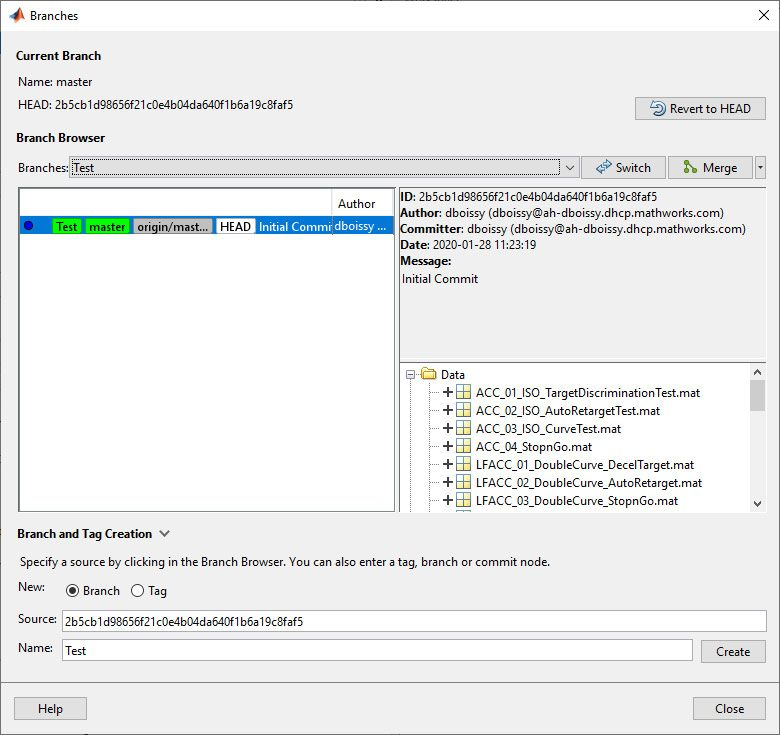 Branches
Current Branch
Name: master
HEAD: 2b5cb1d98656f21c0e4b04da640f1b6a19c8faf5
Revert to HEAD
Branch Browser
Branches: Test
Switch
Merge
Author
Test master origin/mast... HEAD Initial Commi dboissy ...
ID: 2b5cb1d98656f21c0e4b04da640f1b6a19c8faf5
Author: dboissy (dboissy@ah-dboissy.dhcp.mathworks.com)
Committer: dboissy (dboissy@ah-dboissy.dhcp.mathworks.com)
Date: 2020-01-28 11:23:19
Message:
Initial Commit
Data
ACC_01_ISO_TargetDiscriminationTest.mat
ACC_02_ISO_AutoRetargetTest.mat
ACC_03_ISO_CurveTest.mat
ACC_04_StopnGo.mat
LFACC_01_DoubleCurve_DecelTarget.mat
LFACC_02_DoubleCurve_AutoRetarget.mat
LFACC_03_DoubleCurve_StopnGo.mat
Branch and Tag Creation
Specify a source by clicking in the Branch Browser. You can also enter a tag, branch or commit node.
New: Branch Tag
Source: 2b5cb1d98656f21c0e4b04da640f1b6a19c8faf5
Name: Test
Create
Help
Close